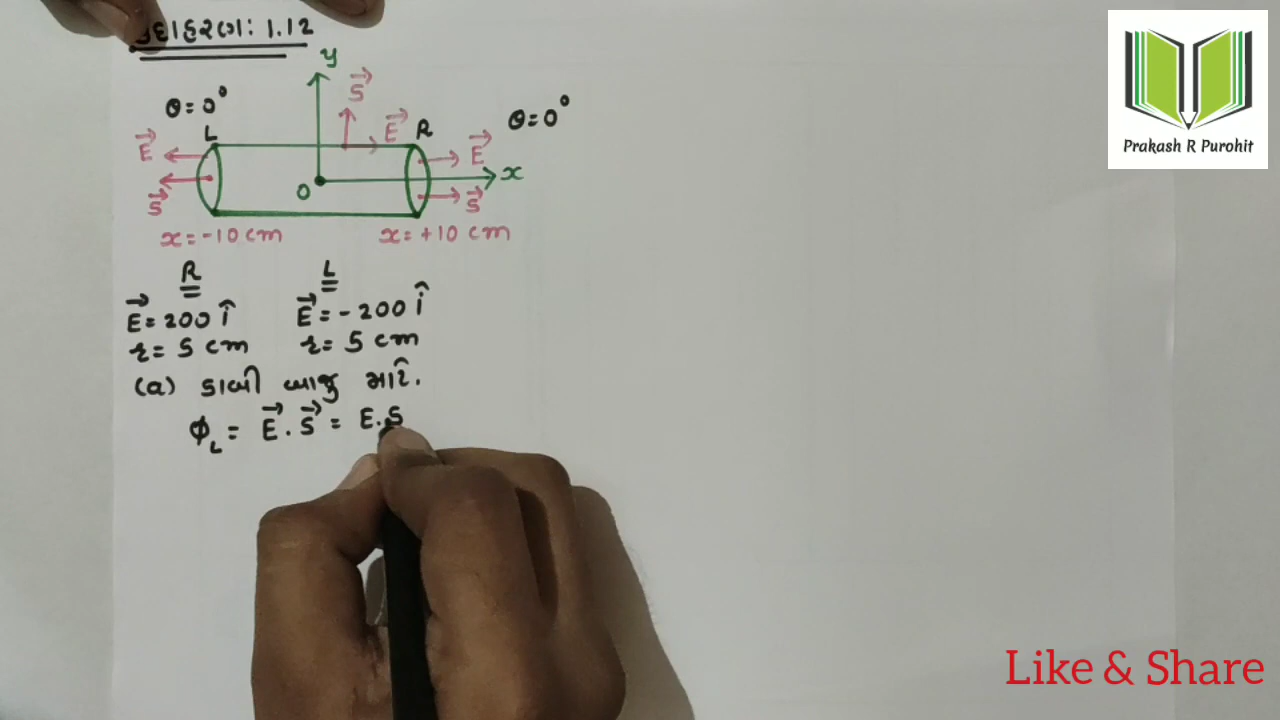 ઉદાહરણ: 1.12
y
θ = 0°
S
θ = 0°
L
E
R
E
E
S
O
x
S
x = -10 cm
x = +10 cm
R
L
E = 200 î
E = - 200 î
r = 5 cm
r = 5 cm
(a) ડાબી બાજુ માટે.
ϕL = E . S = E.S
Prakash R Purohit
Like & Share